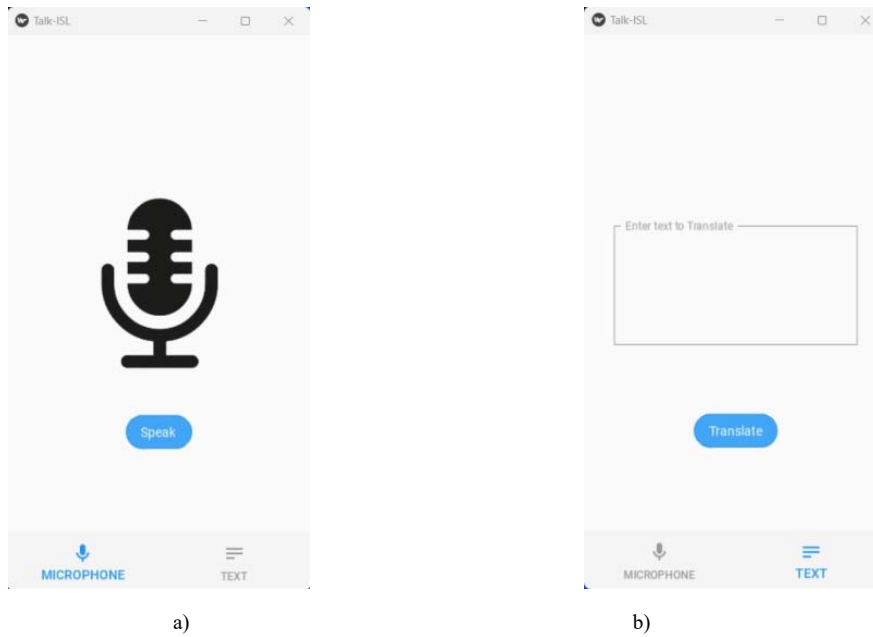 Talk-ISL
Speak
MICROPHONE
TEXT
a)
Talk-ISL
Enter text to Translate
Translate
MICROPHONE
TEXT
b)